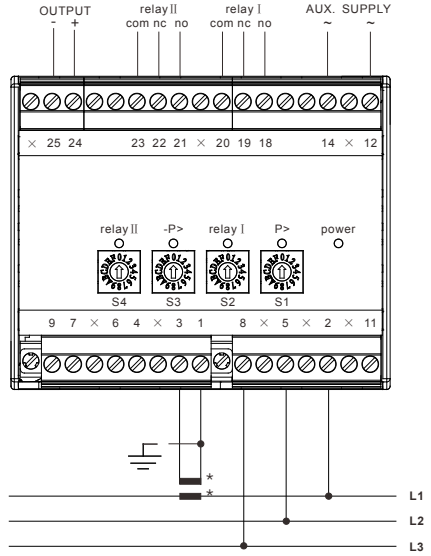 OUTPUT relay II relay I AUX. SUPPLY
- + com nc no com nc no ~ ~
× 25 24 23 22 21 × 20 19 18 14 × 12
relay II -P> relay I P> power
S4 S3 S2 S1
9 7 × 6 4 × 3 1 8 × 5 × 2 × 11
*
* L1
L2
L3